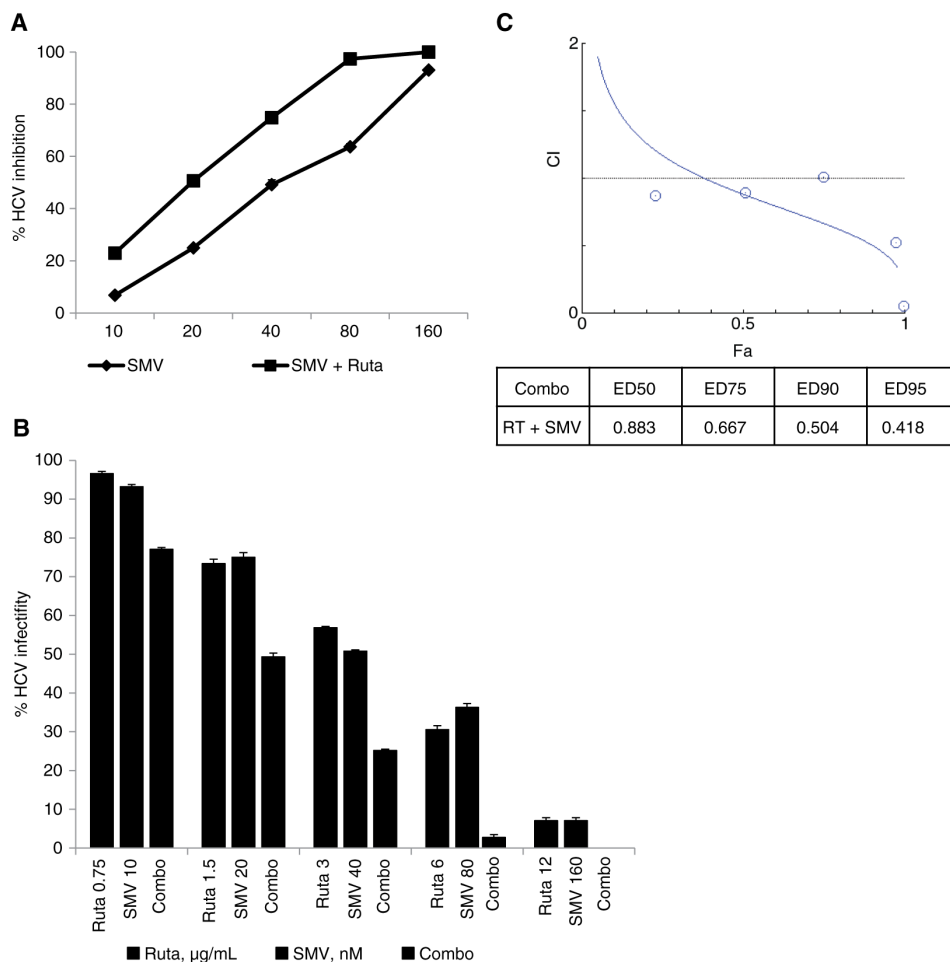 A
% HCV inhibition
100
80
60
40
20
0
10 20 40 80 160
SMV SMV + Ruta
C
2
CI
0
0 0.5 1
Fa
Combo ED50 ED75 ED90 ED95
RT + SMV 0.883 0.667 0.504 0.418
B
% HCV infectifity
100
90
80
70
60
50
40
30
20
10
0
Ruta 0.75
SMV 10
Combo
Ruta 1.5
SMV 20
Combo
Ruta 3
SMV 40
Combo
Ruta 6
SMV 80
Combo
Ruta 12
SMV 160
Combo
Ruta, µg/mL SMV, nM Combo